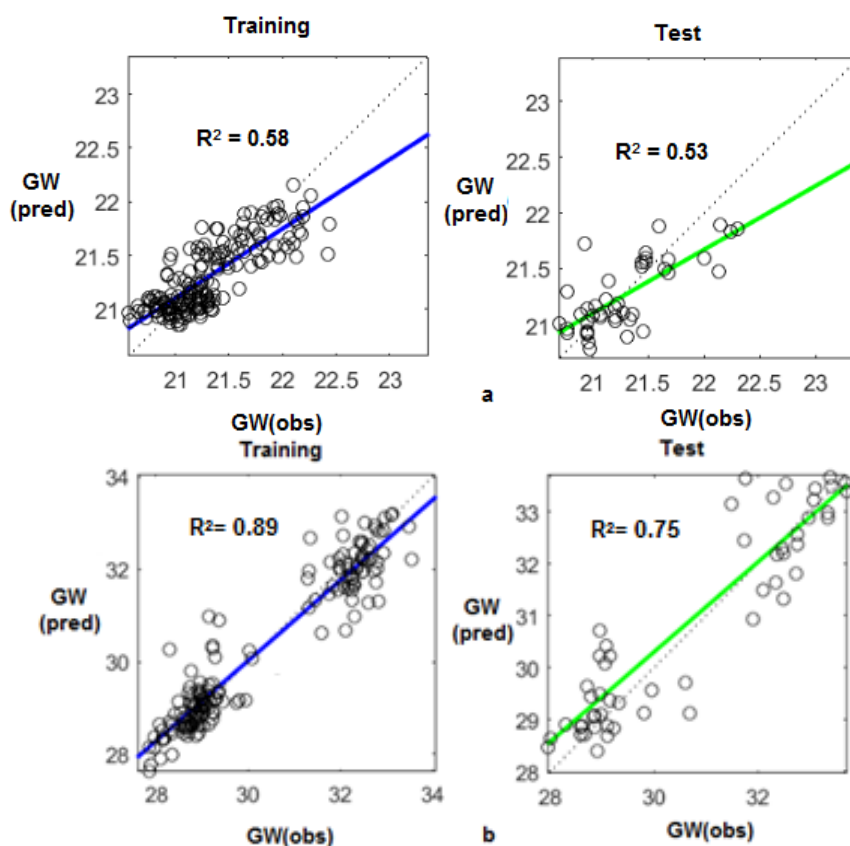 Training
Test
23
22.5
22
21.5
21
GW
(pred)
R² = 0.58
21 21.5 22 22.5 23
GW(obs)
23
22.5
22
21.5
21
GW
(pred)
R² = 0.53
21 21.5 22 22.5 23
GW(obs)
a
Training
Test
34
32
30
28
GW
(pred)
R²= 0.89
28 30 32 34
GW(obs)
33
32
31
30
29
28
GW
(pred)
R²= 0.75
28 30 32
GW(obs)
b